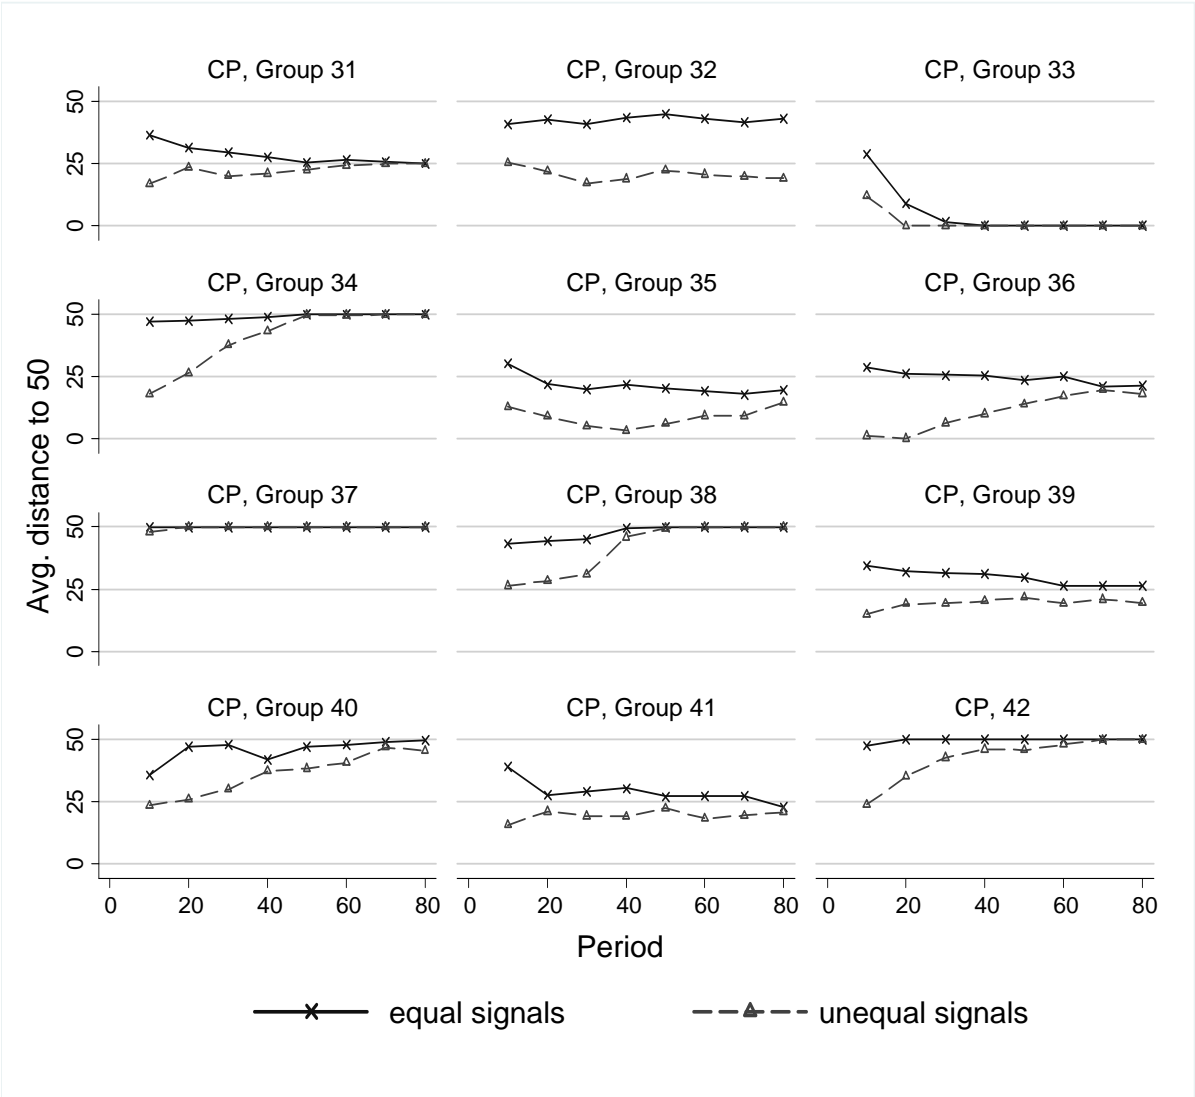 CP, Group 31
CP, Group 32
CP, Group 33
50
25
0
CP, Group 34
CP, Group 35
CP, Group 36
50
25
0
CP, Group 37
CP, Group 38
CP, Group 39
50
25
0
CP, Group 40
CP, Group 41
CP, 42
50
25
0
Avg. distance to 50
0 20 40 60 80
0 20 40 60 80
0 20 40 60 80
Period
equal signals
unequal signals